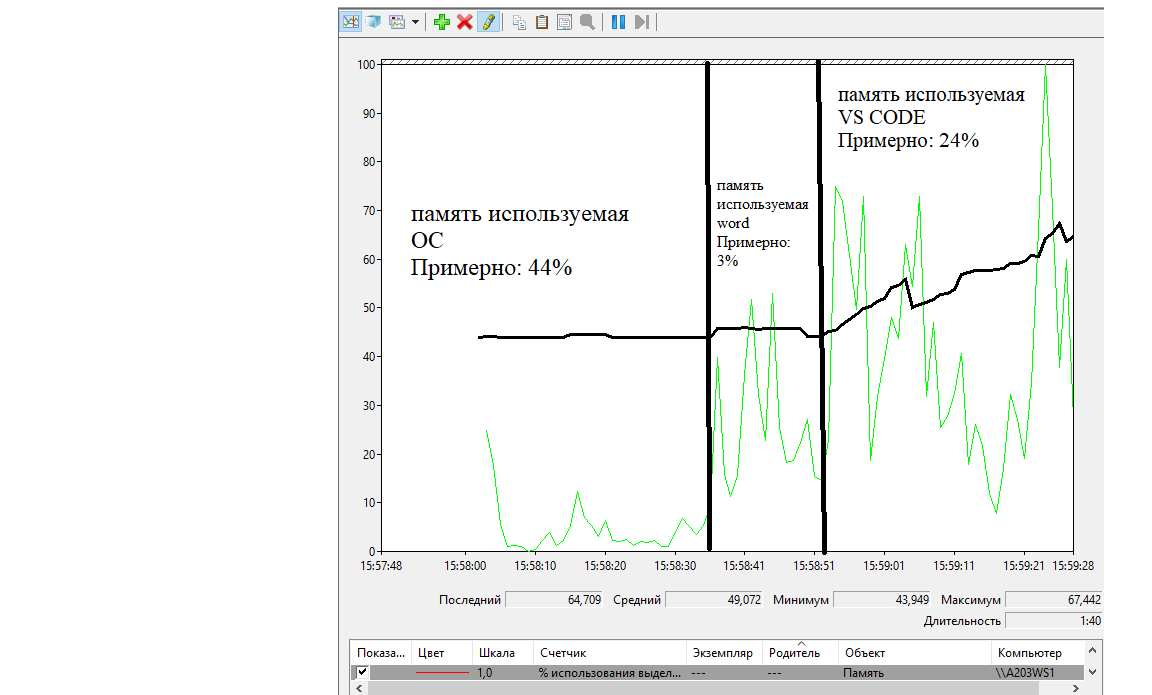 100
90
80
70
60
50
40
30
20
10
0
память используемая
ОС
Примерно: 44%
память
используемая
word
Примерно:
3%
память используемая
VS CODE
Примерно: 24%
15:57:48 15:58:00 15:58:10 15:58:20 15:58:30 15:58:41 15:58:51 15:59:01 15:59:11 15:59:21 15:59:28
Последний 64,709 Средний 49,072 Минимум 43,949 Максимум 67,442
Длительность 1:40
Показа... Цвет Шкала Счетчик Экземпляр Родитель Объект Компьютер
1,0 % использования выдел... --- --- Память \\A203WS1